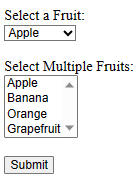 Select a Fruit:
Apple
Select Multiple Fruits:
Apple
Banana
Orange
Grapefruit
Submit